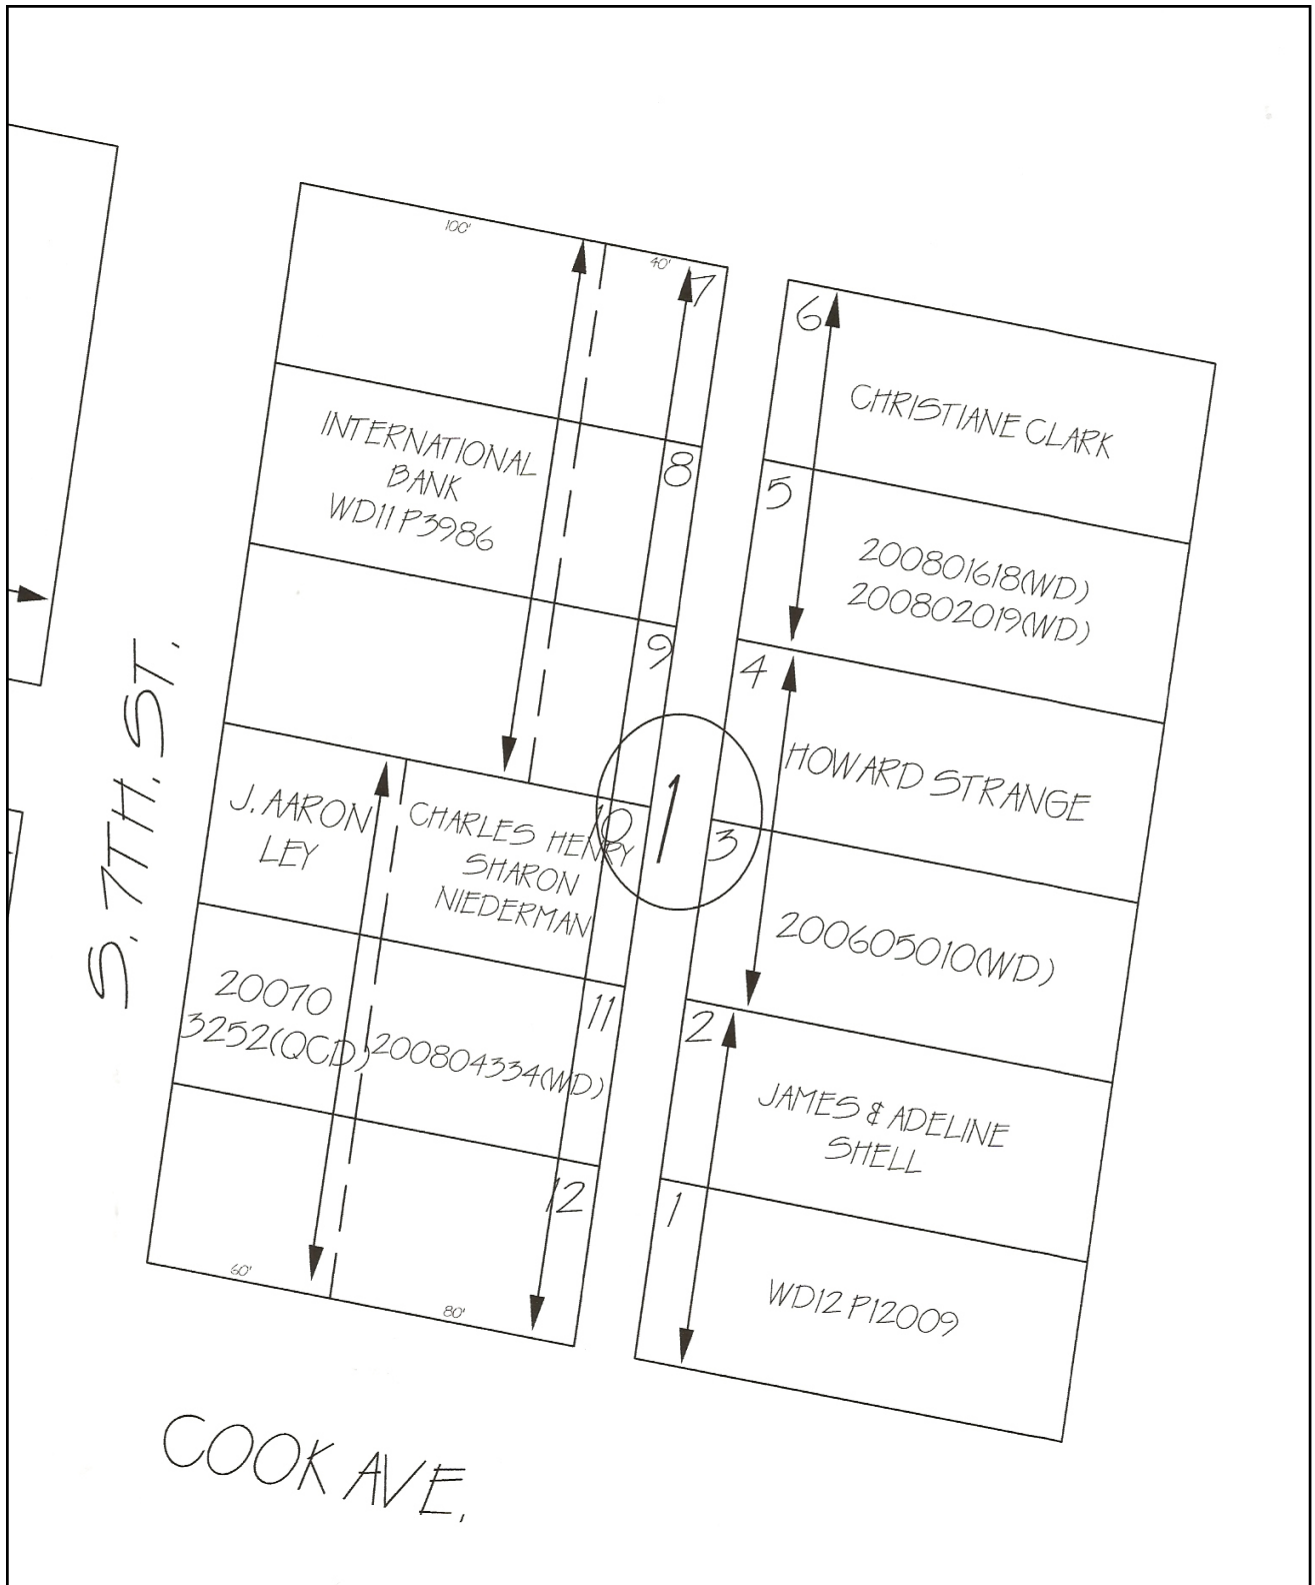 100'
40'
7
6
CHRISTIANE CLARK
INTERNATIONAL
BANK
WD11 P3986
8
5
200801618(WD)
200802019(WD)
9
4
S. 7TH. ST.
HOWARD STRANGE
J. AARON
LEY
CHARLES HENRY
SHARON
NIEDERMAN
10
1
3
200605010(WD)
20070
3252(QCD)
200804334(WD)
11
2
JAMES & ADELINE
SHELL
12
1
WD12 P12009
60'
80'
COOK AVE.